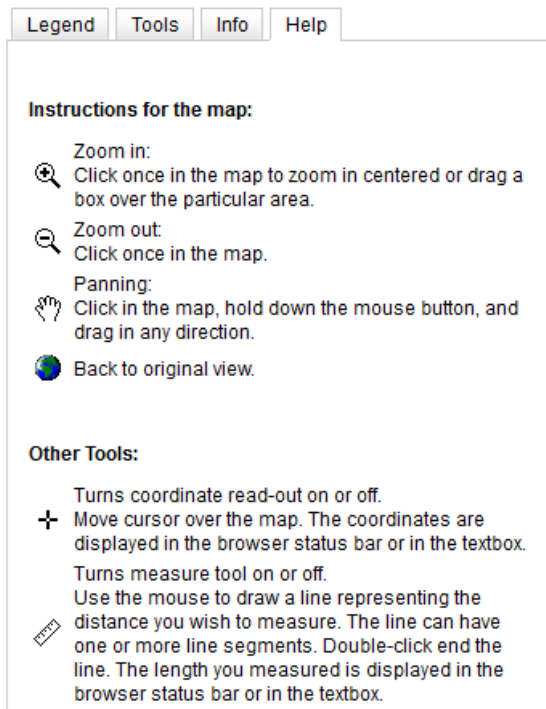 Legend Tools Info Help
Instructions for the map:
Zoom in:
Click once in the map to zoom in centered or drag a
box over the particular area.
Zoom out:
Click once in the map.
Panning:
Click in the map, hold down the mouse button, and
drag in any direction.
Back to original view.
Other Tools:
Turns coordinate read-out on or off.
Move cursor over the map. The coordinates are
displayed in the browser status bar or in the textbox.
Turns measure tool on or off.
Use the mouse to draw a line representing the
distance you wish to measure. The line can have
one or more line segments. Double-click end the
line. The length you measured is displayed in the
browser status bar or in the textbox.